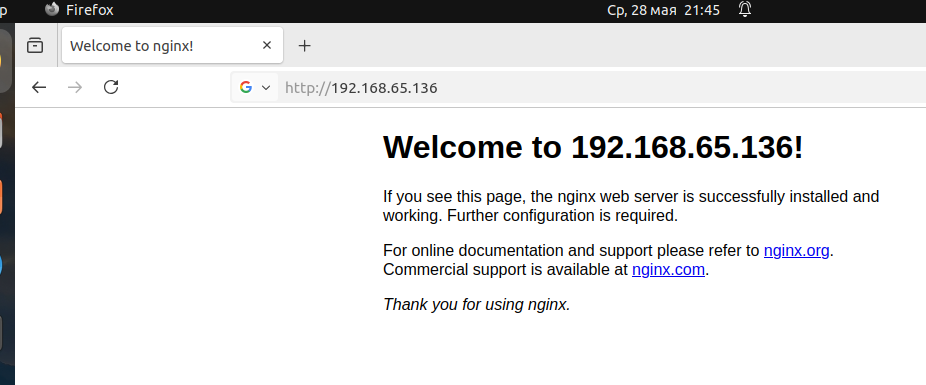 р
Firefox
Ср, 28 мая 21:45
Welcome to nginx!
http://192.168.65.136
Welcome to 192.168.65.136!
If you see this page, the nginx web server is successfully installed and
working. Further configuration is required.
For online documentation and support please refer to nginx.org.
Commercial support is available at nginx.com.
Thank you for using nginx.